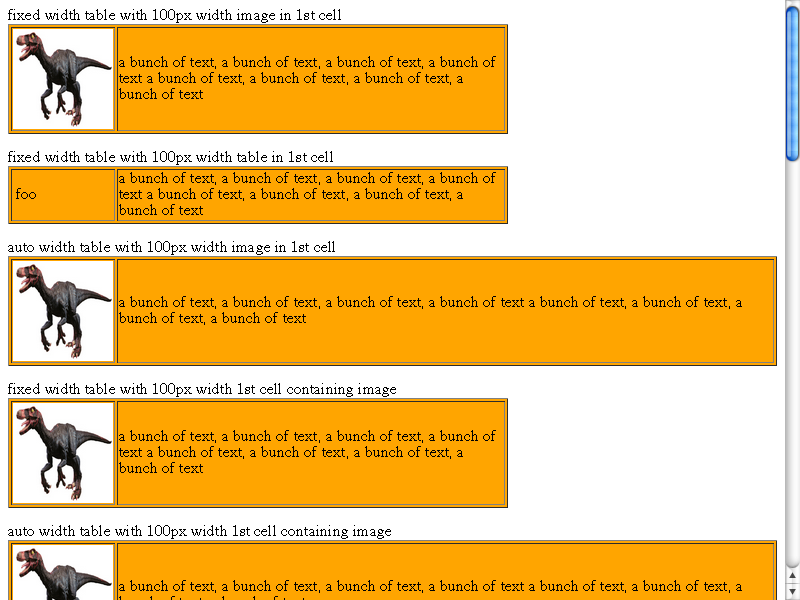 fixed width table with 100px width image in 1st cell
a bunch of text, a bunch of text, a bunch of text, a bunch of
text a bunch of text, a bunch of text, a bunch of text, a
bunch of text
fixed width table with 100px width table in 1st cell
foo
a bunch of text, a bunch of text, a bunch of text, a bunch of
text a bunch of text, a bunch of text, a bunch of text, a
bunch of text
auto width table with 100px width image in 1st cell
a bunch of text, a bunch of text, a bunch of text, a bunch of text a bunch of text, a bunch of text, a
bunch of text, a bunch of text
fixed width table with 100px width 1st cell containing image
a bunch of text, a bunch of text, a bunch of text, a bunch of
text a bunch of text, a bunch of text, a bunch of text, a
bunch of text
auto width table with 100px width 1st cell containing image
a bunch of text, a bunch of text, a bunch of text, a bunch of text a bunch of text, a bunch of text, a